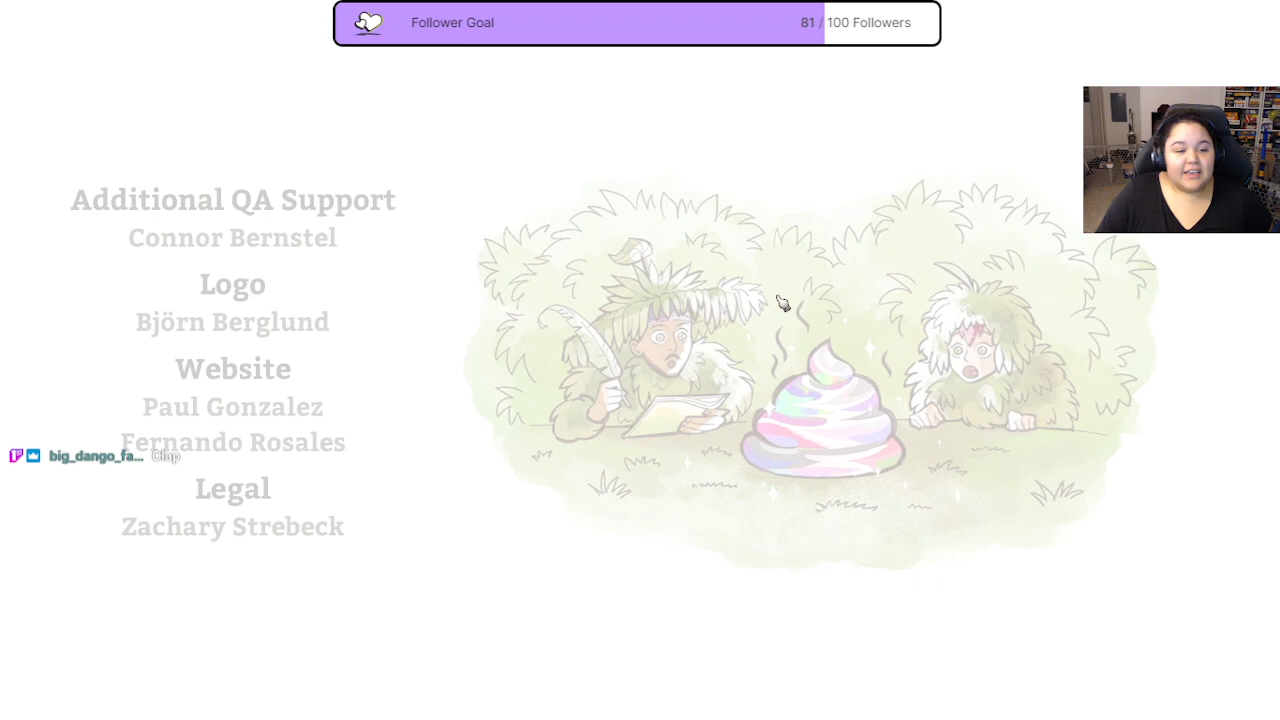 Follower Goal
81 / 100 Followers
Additional QA Support
Connor Bernstel
Logo
Björn Berglund
Website
Paul Gonzalez
Fernando Rosales
big_dango_fa... Clap
Legal
Zachary Strebeck